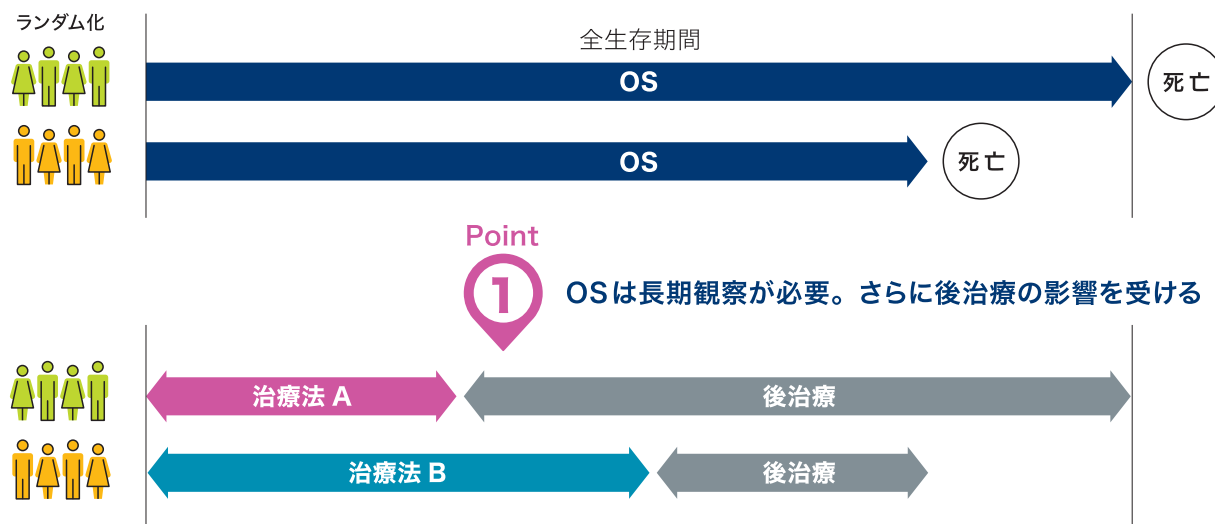 ランダム化
全生存期間
OS
死亡
OS
死亡
Point
1
OSは長期観察が必要。さらに後治療の影響を受ける
治療法 A
後治療
治療法 B
後治療